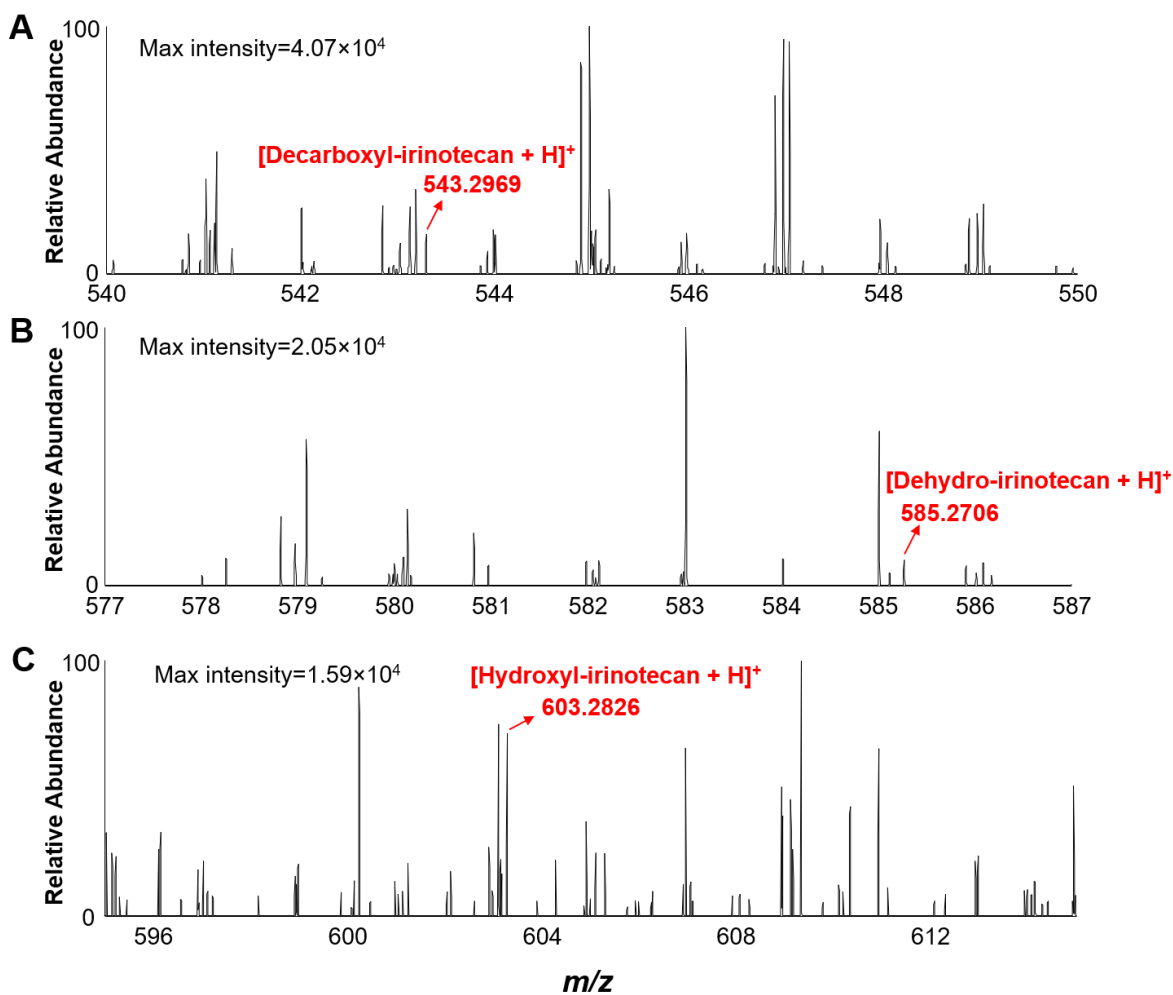 A
100
Max intensity=4.07×10⁴
Relative Abundance
[Decarboxyl-irinotecan + H]⁺
543.2969
0
540 542 544 546 548 550
B
100
Max intensity=2.05×10⁴
Relative Abundance
[Dehydro-irinotecan + H]⁺
585.2706
0
577 578 579 580 581 582 583 584 585 586 587
C
100
Max intensity=1.59×10⁴
Relative Abundance
[Hydroxyl-irinotecan + H]⁺
603.2826
0
596 600 604 608 612
m/z